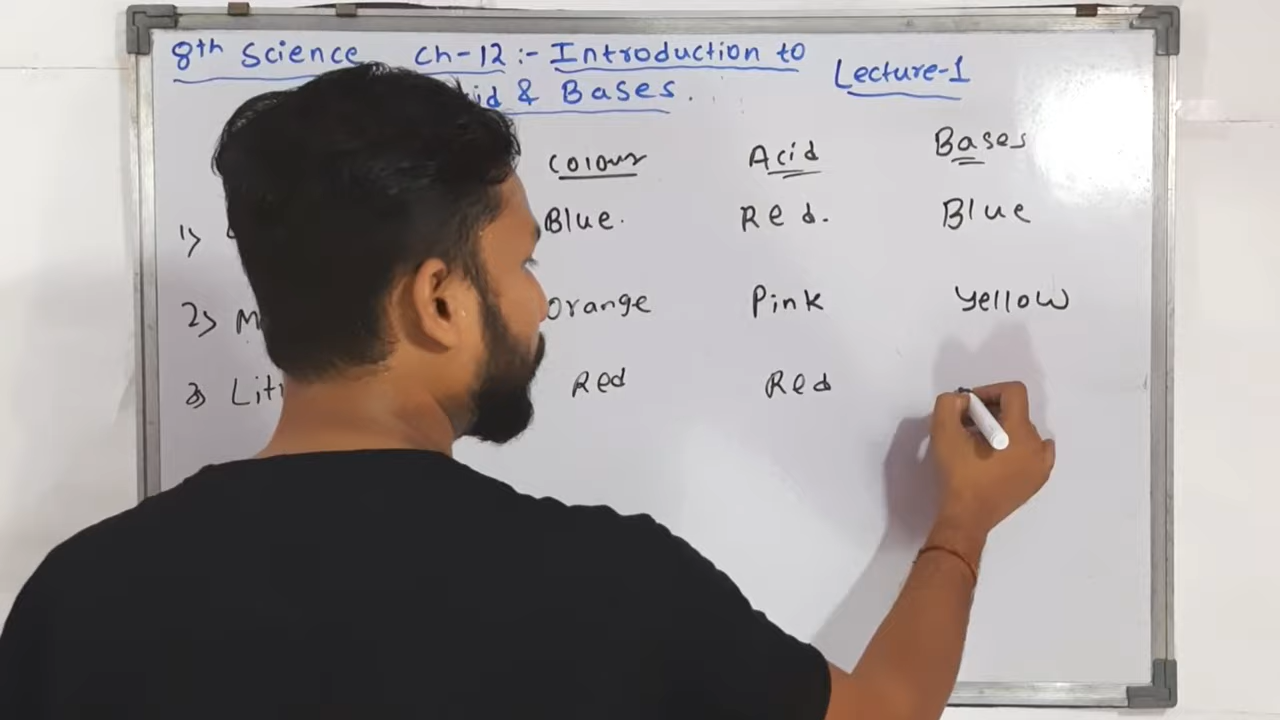 8th Science Ch-12 :- Introduction to
& Bases. Lecture-1
Colour Acid Bases
1) Blue. Red. Blue
2) Orange Pink Yellow
3) Red Red